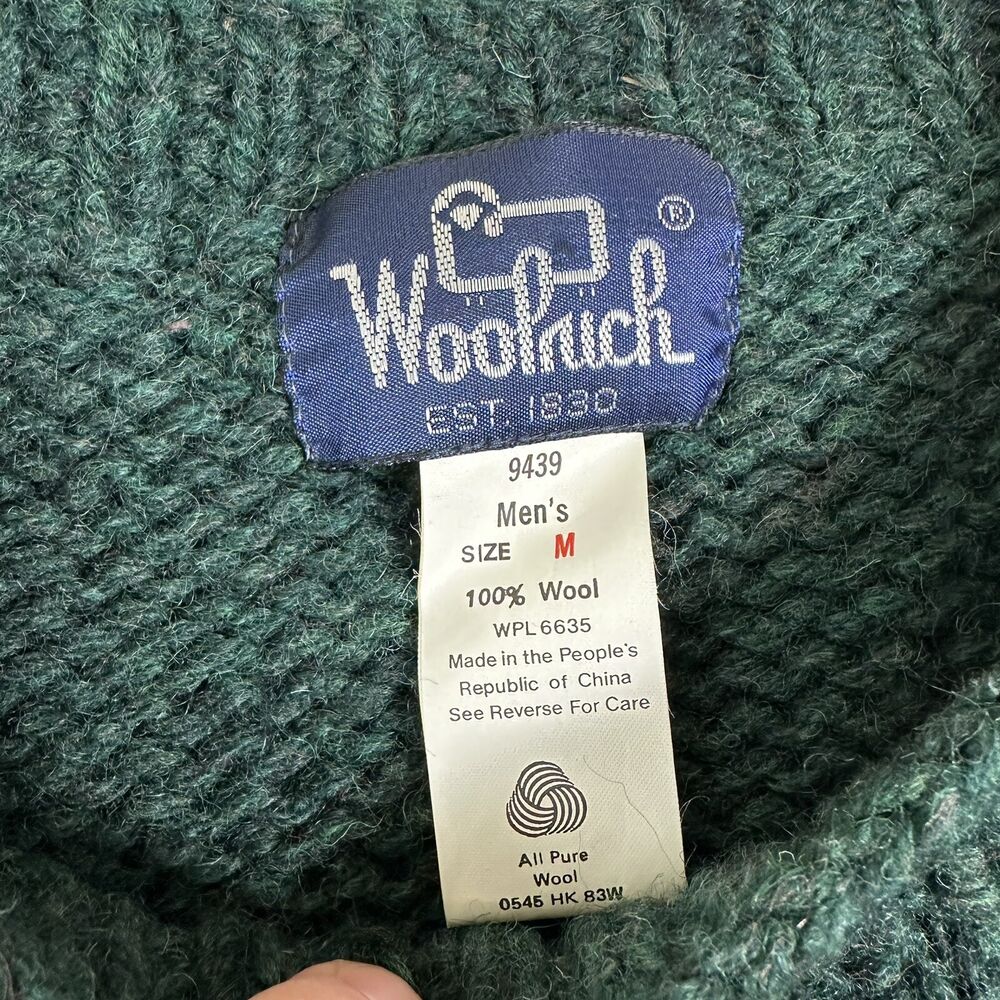 ®
Woolrich
EST. 1830
9439
Men's
SIZE M
100% Wool
WPL 6635
Made in the People's
Republic of China
See Reverse For Care
All Pure
Wool
0545 HK 83W